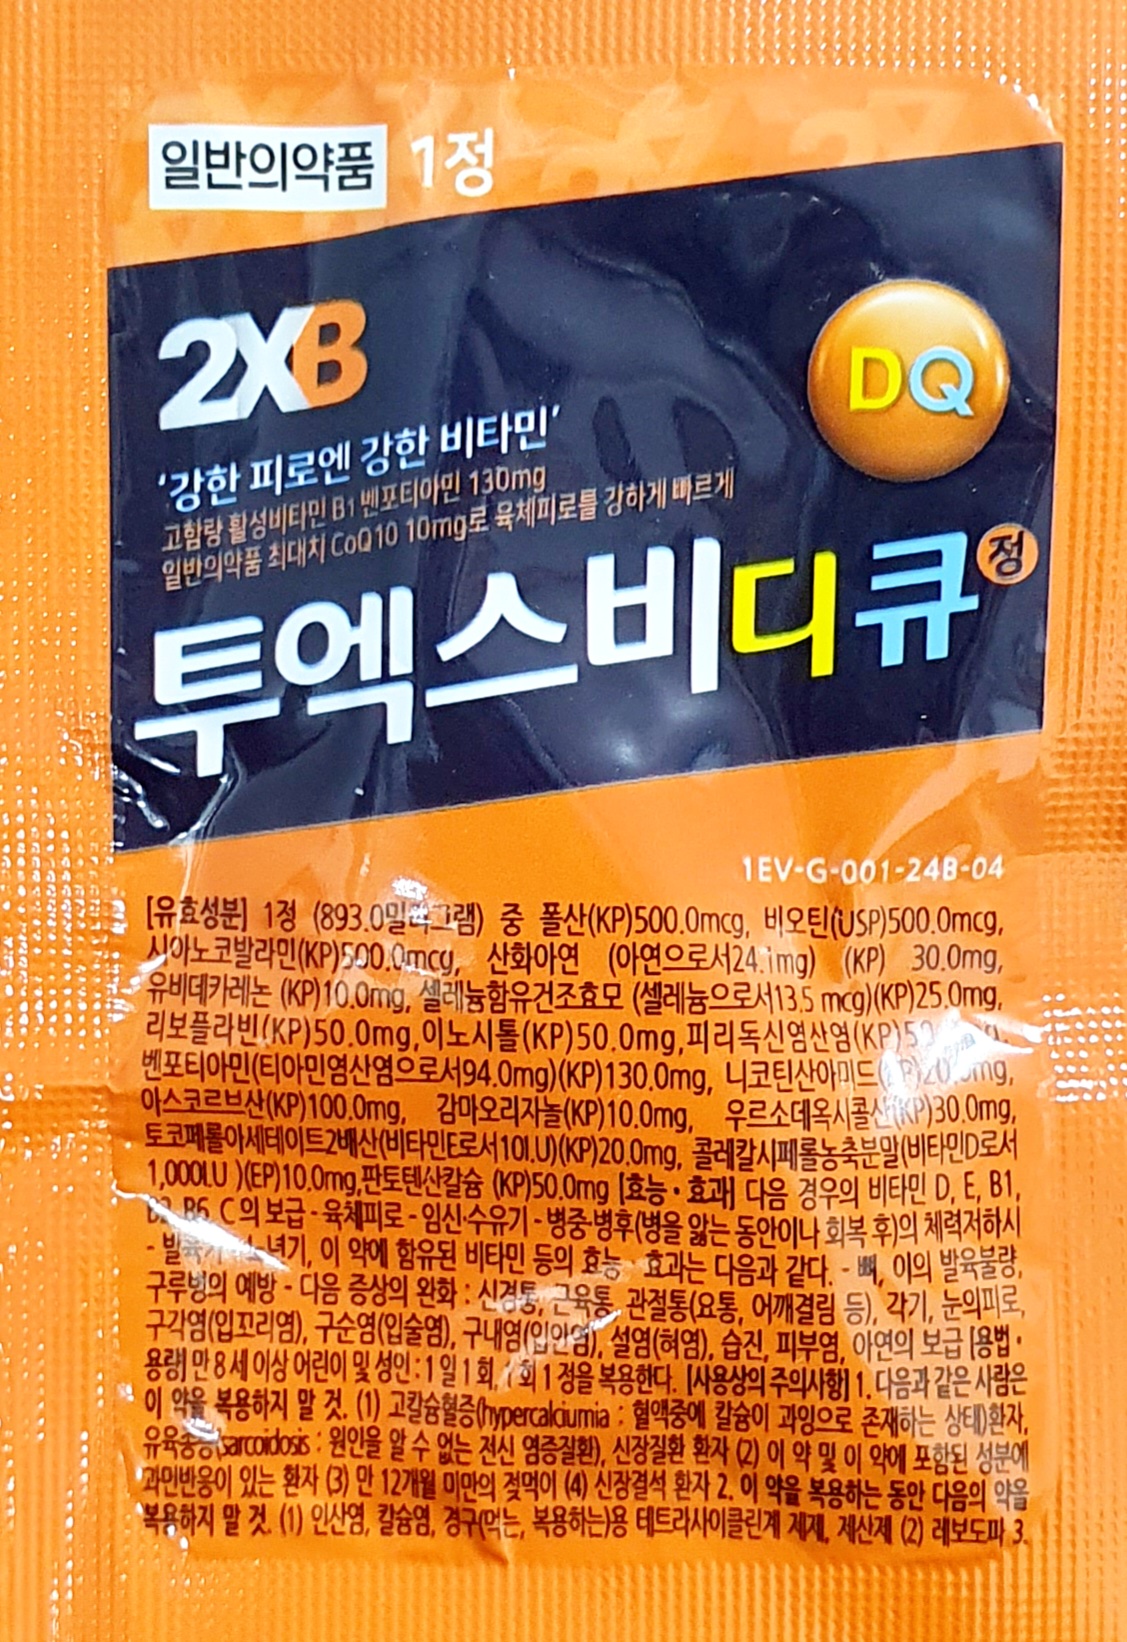 일반의약품 1정
2XB
DQ
'강한 피로엔 강한 비타민'
고함량 활성비타민 B1 벤포티아민 130mg
일반의약품 최대치 CoQ10 10mg로 육체피로를 강하게 빠르게
투엑스비디큐정
1EV-G-001-24B-04
[유효성분] 1정 (893.0밀리그램) 중 폴산(KP)500.0mcg, 비오틴(USP)500.0mcg,
시아노코발라민(KP)500.0mcg, 산화아연 (아연으로서24.1mg) (KP) 30.0mg,
유비데카레논 (KP)10.0mg, 셀레늄함유건조효모 (셀레늄으로서13.5 mcg)(KP)25.0mg,
리보플라빈(KP)50.0mg,이노시톨(KP)50.0mg,피리독신염산염(KP)
벤포티아민(티아민염산염으로서94.0mg)(KP)130.0mg, 니코틴산아미드
아스코르브산(KP)100.0mg, 감마오리자놀(KP)10.0mg, 우르소데옥시콜산(KP)30.0mg,
토코페롤아세테이트2배산(비타민E로서10I.U)(KP)20.0mg, 콜레칼시페롤농축분말(비타민D로서
1,000I.U )(EP)10.0mg,판토텐산칼슘 (KP)50.0mg [효능·효과] 다음 경우의 비타민 D, E, B1,
B2, B6, C의 보급 - 육체피로 - 임신·수유기 - 병중·병후(병을 앓는 동안이나 회복 후)의 체력저하시
- 이 약에 함유된 비타민 등의 효능·효과는 다음과 같다. - 뼈, 이의 발육불량,
구루병의 예방 - 다음 증상의 완화 : 신경통, 근육통, 관절통(요통, 어깨결림 등), 각기, 눈의피로,
구각염(입꼬리염), 구순염(입술염), 구내염(입안염), 설염(혀염), 습진, 피부염, 아연의 보급 [용법·
용량] 만 8 세 이상 어린이 및 성인 : 1 일 1 회, 1 회 1 정을 복용한다. [사용상의 주의사항] 1. 다음과 같은 사람은
이 약을 복용하지 말 것. (1) 고칼슘혈증(hypercalciumia : 혈액중에 칼슘이 과잉으로 존재하는 상태)환자,
유육종증(sarcoidosis : 원인을 알 수 없는 전신 염증질환), 신장질환 환자 (2) 이 약 및 이 약에 포함된 성분에
과민반응이 있는 환자 (3) 만 12개월 미만의 젖먹이 (4) 신장결석 환자 2. 이 약을 복용하는 동안 다음의 약을
복용하지 말 것. (1) 인산염, 칼슘염, 경구(먹는, 복용하는)용 테트라사이클린계 제제, 제산제 (2) 레보도파 3.